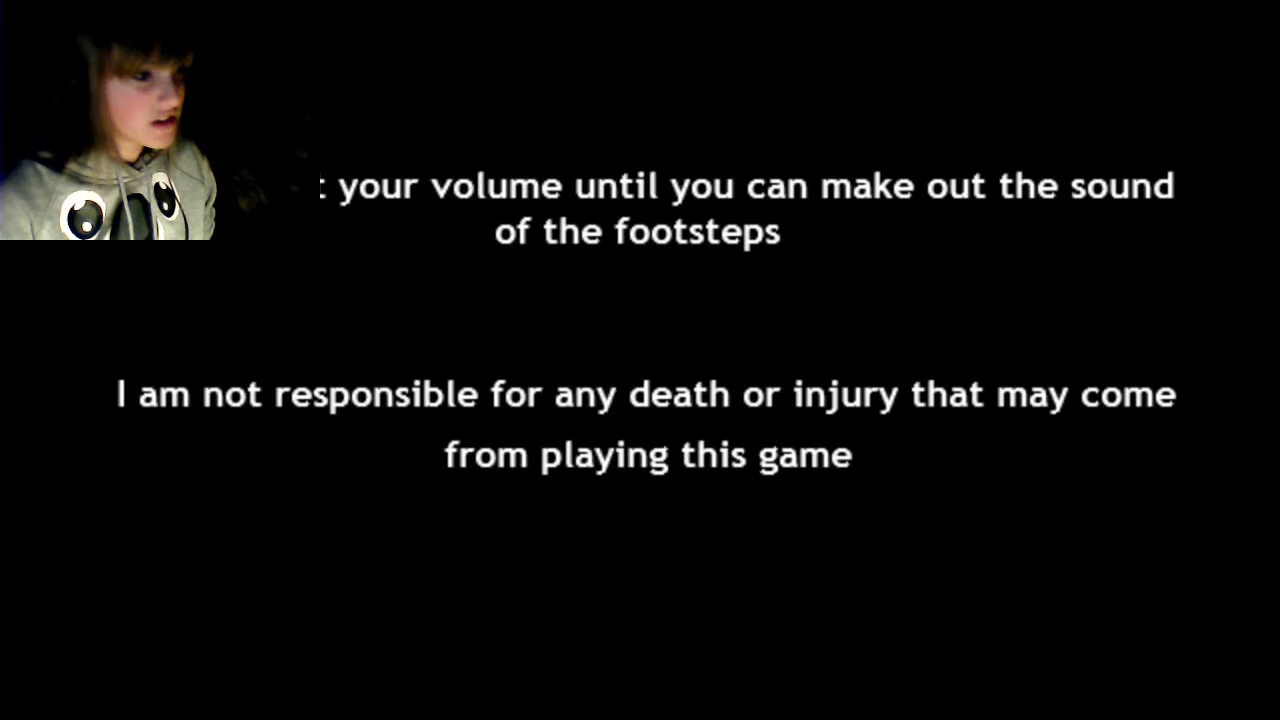 your volume until you can make out the sound
of the footsteps
I am not responsible for any death or injury that may come
from playing this game